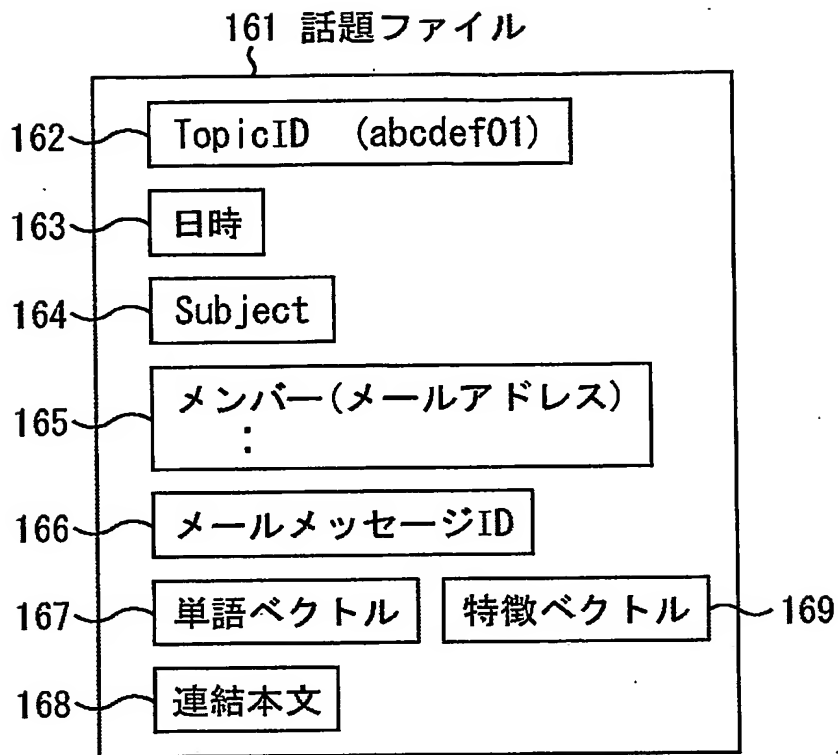 161 話題ファイル
162 TopicID (abcdef01)
163 日時
164 Subject
165 メンバー(メールアドレス)
:
166 メールメッセージID
167 単語ベクトル 特徴ベクトル 169
168 連結本文